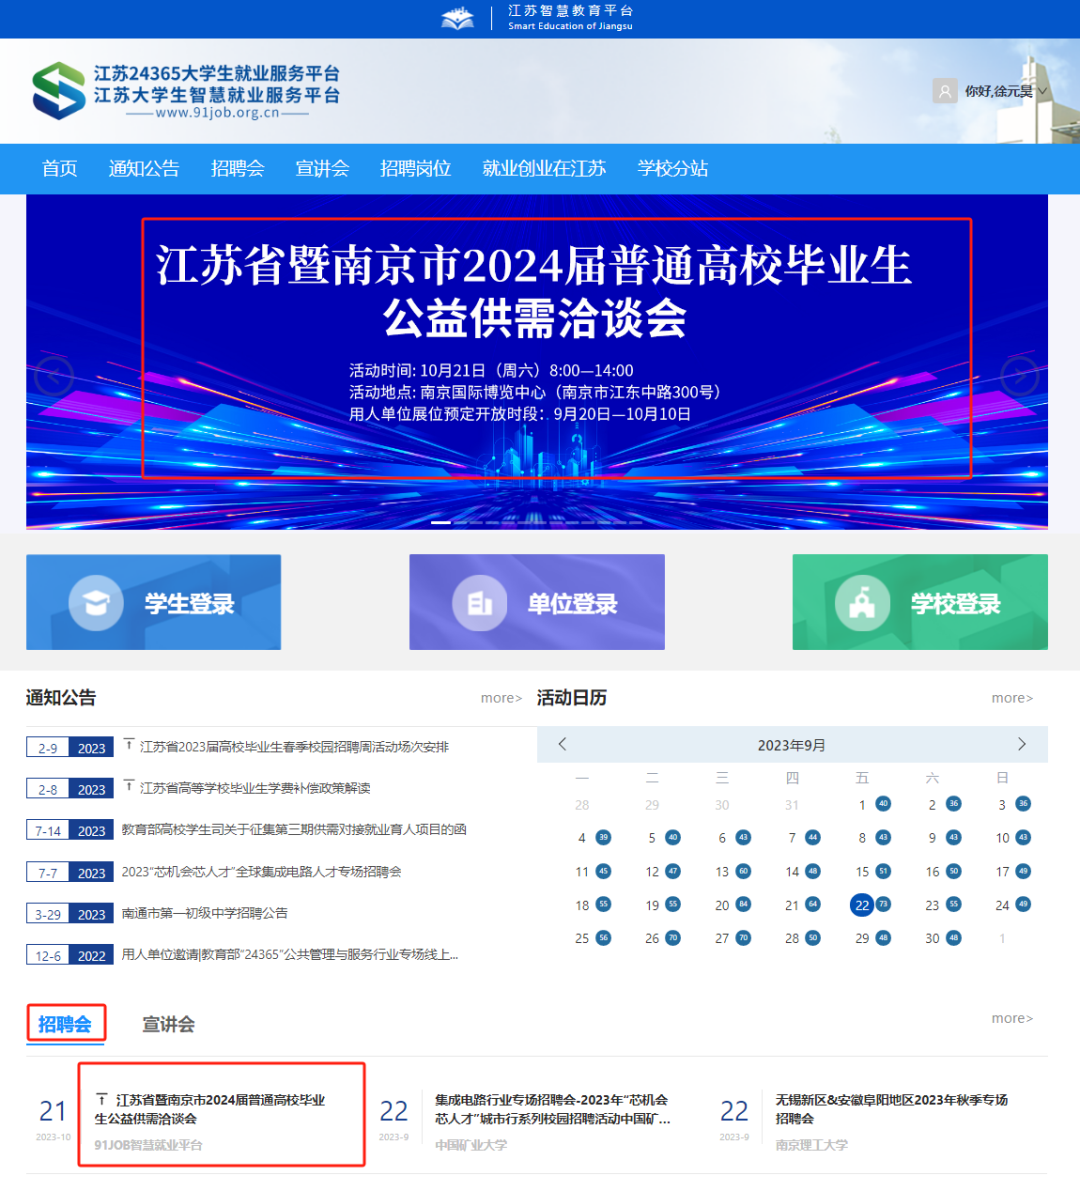 江苏智慧教育平台
Smart Education of Jiangsu
江苏24365大学生就业服务平台
江苏大学生智慧就业服务平台
www.91job.org.cn
你好,徐元昊
首页 通知公告 招聘会 宣讲会 招聘岗位 就业创业在江苏 学校分站
江苏省暨南京市2024届普通高校毕业生
公益供需洽谈会
活动时间: 10月21日（周六）8:00—14:00
活动地点: 南京国际博览中心（南京市江东中路300号）
用人单位展位预定开放时段：9月20日—10月10日
学生登录 单位登录 学校登录
通知公告 more>
2-9 2023 江苏省2023届高校毕业生春季校园招聘周活动场次安排
2-8 2023 江苏省高等学校毕业生学费补偿政策解读
7-14 2023 教育部高校学生司关于征集第三期供需对接就业育人项目的函
7-7 2023 2023“芯机会芯人才”全球集成电路人才专场招聘会
3-29 2023 南通市第一初级中学招聘公告
12-6 2022 用人单位邀请|教育部“24365”公共管理与服务行业专场线上...
活动日历 more>
2023年9月
一 二 三 四 五 六 日
28 29 30 31 1 40 2 36 3 36
4 39 5 40 6 43 7 44 8 43 9 43 10 43
11 45 12 47 13 60 14 48 15 51 16 50 17 49
18 55 19 55 20 84 21 64 22 73 23 55 24 49
25 56 26 70 27 70 28 50 29 48 30 48 1
招聘会 宣讲会 more>
21
2023-10
江苏省暨南京市2024届普通高校毕业
生公益供需洽谈会
91JOB智慧就业平台
22
2023-9
集成电路行业专场招聘会-2023年“芯机会
芯人才”城市行系列校园招聘活动中国矿...
中国矿业大学
22
2023-9
无锡新区&安徽阜阳地区2023年秋季专场
招聘会
南京理工大学